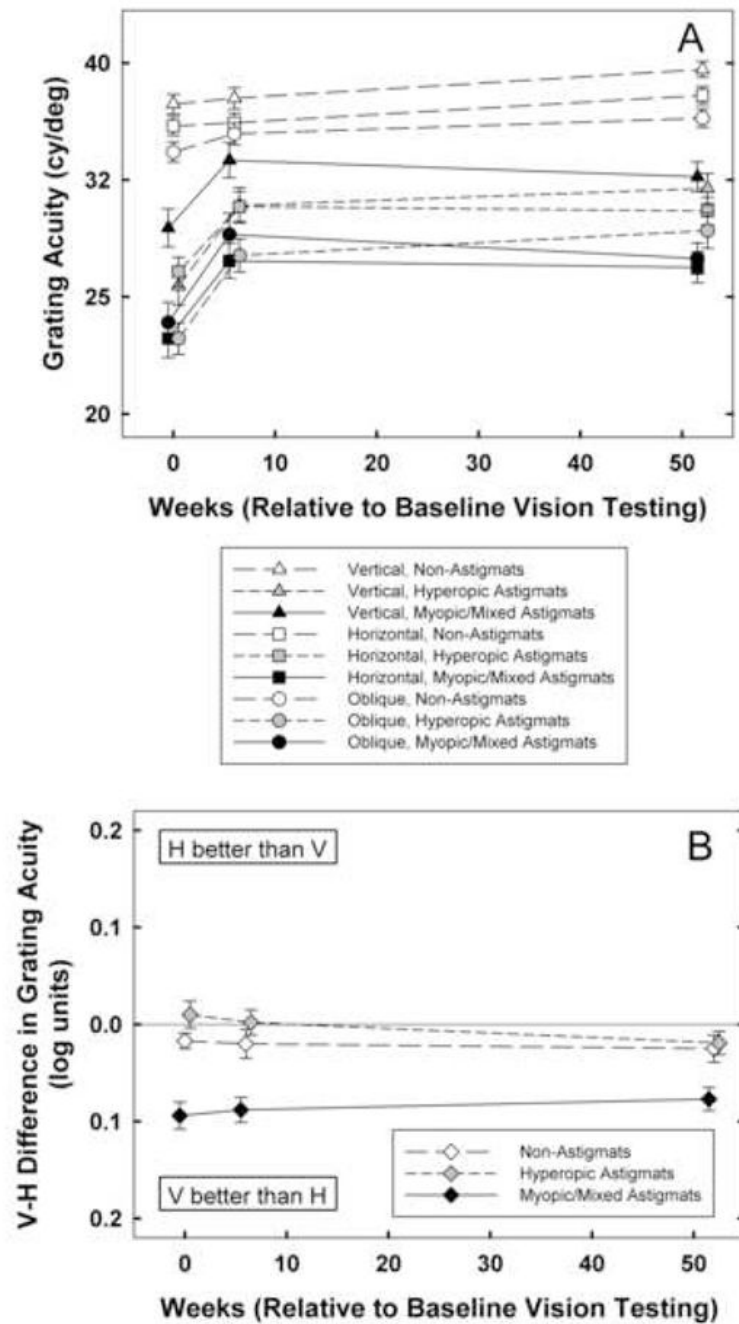 A
Grating Acuity (cy/deg)
40
32
25
20
0 10 20 30 40 50
Weeks (Relative to Baseline Vision Testing)
Vertical, Non-Astigmats
Vertical, Hyperopic Astigmats
Vertical, Myopic/Mixed Astigmats
Horizontal, Non-Astigmats
Horizontal, Hyperopic Astigmats
Horizontal, Myopic/Mixed Astigmats
Oblique, Non-Astigmats
Oblique, Hyperopic Astigmats
Oblique, Myopic/Mixed Astigmats
B
V-H Difference in Grating Acuity
(log units)
0.2
H better than V
0.1
0.0
0.1
Non-Astigmats
Hyperopic Astigmats
Myopic/Mixed Astigmats
V better than H
0.2
0 10 20 30 40 50
Weeks (Relative to Baseline Vision Testing)